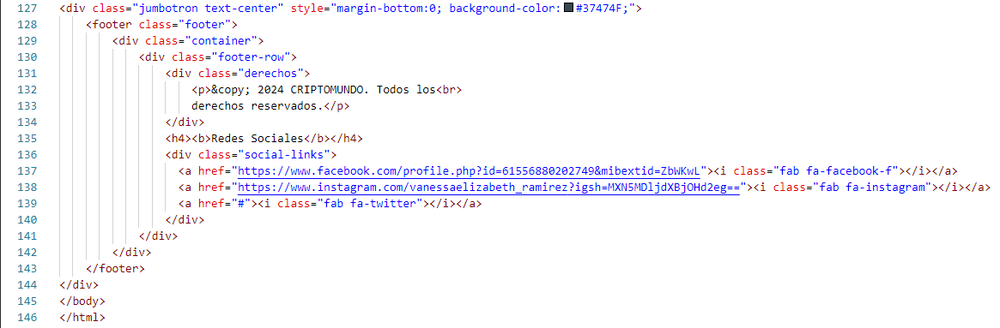 127 <div class="jumbotron text-center" style="margin-bottom:0; background-color: #37474F;">
128 <footer class="footer">
129 <div class="container">
130 <div class="footer-row">
131 <div class="derechos">
132 <p>&copy; 2024 CRIPTOMUNDO. Todos los<br>
133 derechos reservados.</p>
134 </div>
135 <h4><b>Redes Sociales</b></h4>
136 <div class="social-links">
137 <a href="https://www.facebook.com/profile.php?id=61556880202749&mibextid=ZbWKwL"><i class="fab fa-facebook-f"></i></a>
138 <a href="https://www.instagram.com/vanessaelizabeth_ramirez?igsh=MXN5MDljdXBjOHd2eg=="><i class="fab fa-instagram"></i></a>
139 <a href="#"><i class="fab fa-twitter"></i></a>
140 </div>
141 </div>
142 </div>
143 </footer>
144 </div>
145 </body>
146 </html>